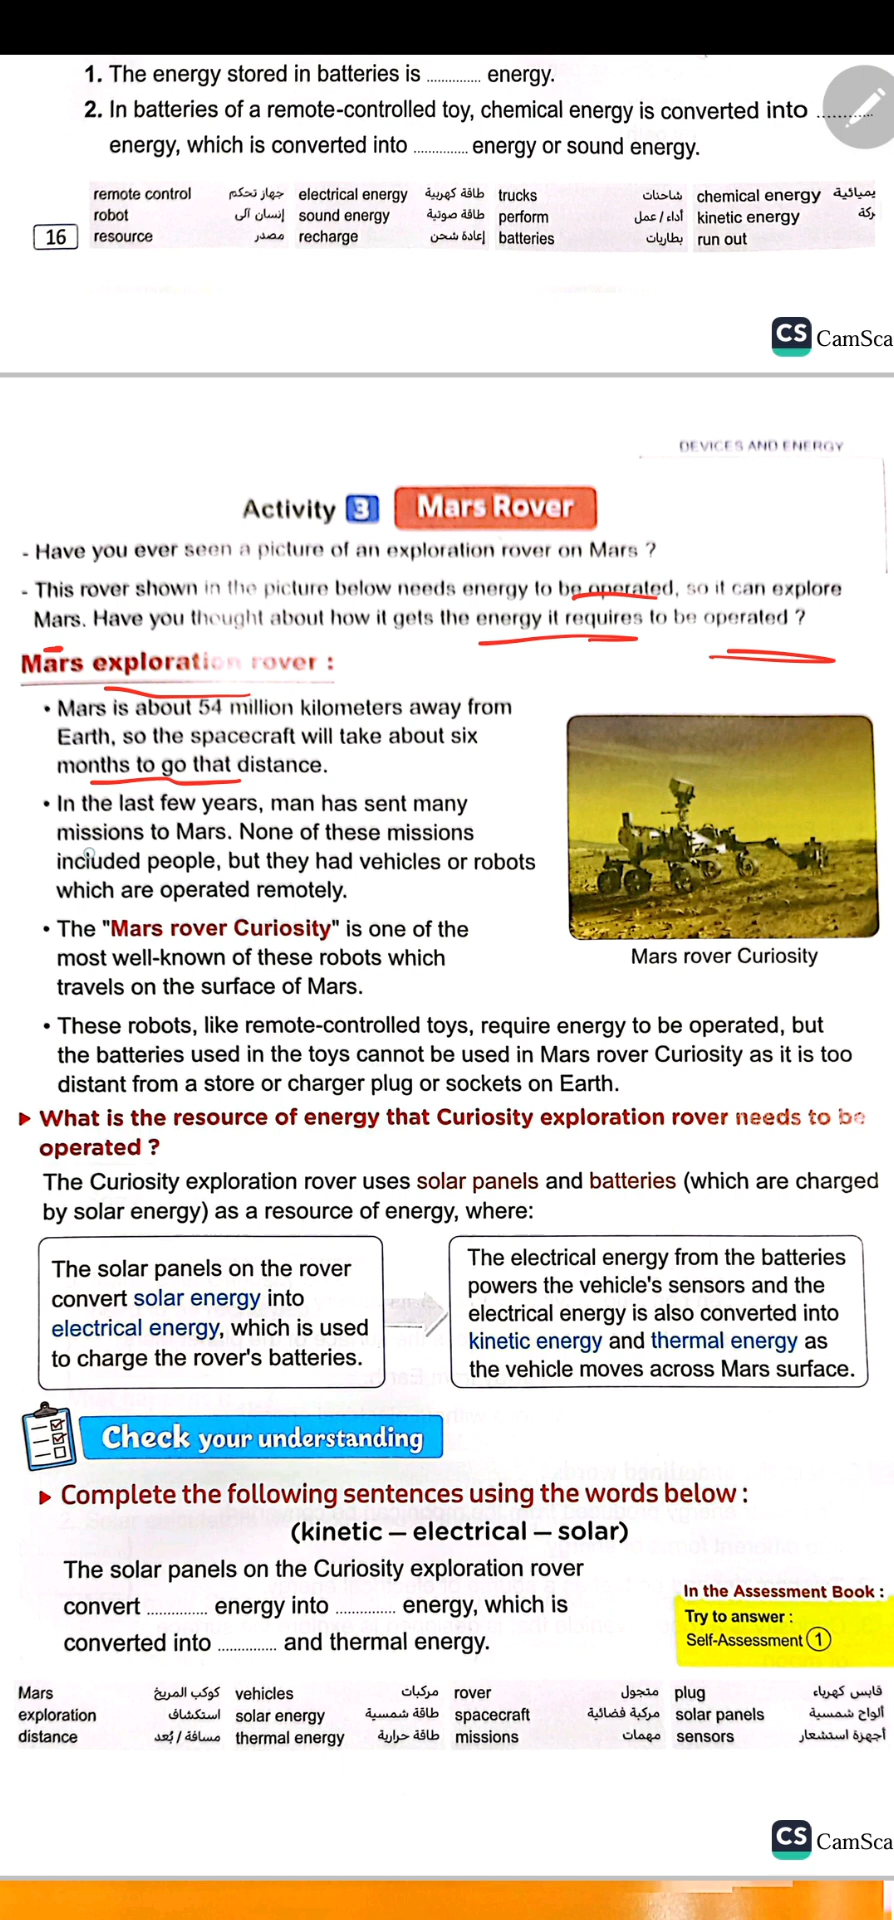 1. The energy stored in batteries is .............. energy.
2. In batteries of a remote-controlled toy, chemical energy is converted into ..............
energy, which is converted into .............. energy or sound energy.
remote control جهاز تحكم electrical energy طاقة كهربية trucks شاحنات chemical energy
robot إنسان آلى sound energy طاقة صوتية perform أداء / عمل kinetic energy
16 resource مصدر recharge إعادة شحن batteries بطاريات run out
CS CamSca
DEVICES AND ENERGY
Activity 3 Mars Rover
- Have you ever seen a picture of an exploration rover on Mars ?
- This rover shown in the picture below needs energy to be operated, so it can explore
Mars. Have you thought about how it gets the energy it requires to be operated ?
Mars exploration rover :
• Mars is about 54 million kilometers away from
Earth, so the spacecraft will take about six
months to go that distance.
• In the last few years, man has sent many
missions to Mars. None of these missions
included people, but they had vehicles or robots
which are operated remotely.
• The "Mars rover Curiosity" is one of the
most well-known of these robots which
travels on the surface of Mars.
Mars rover Curiosity
• These robots, like remote-controlled toys, require energy to be operated, but
the batteries used in the toys cannot be used in Mars rover Curiosity as it is too
distant from a store or charger plug or sockets on Earth.
▶ What is the resource of energy that Curiosity exploration rover needs to be
operated ?
The Curiosity exploration rover uses solar panels and batteries (which are charged
by solar energy) as a resource of energy, where:
The solar panels on the rover
convert solar energy into
electrical energy, which is used
to charge the rover's batteries.
The electrical energy from the batteries
powers the vehicle's sensors and the
electrical energy is also converted into
kinetic energy and thermal energy as
the vehicle moves across Mars surface.
Check your understanding
▶ Complete the following sentences using the words below :
(kinetic – electrical – solar)
The solar panels on the Curiosity exploration rover
convert .............. energy into .............. energy, which is
converted into .............. and thermal energy.
In the Assessment Book :
Try to answer :
Self-Assessment 1
Mars كوكب المريخ vehicles مركبات rover متجول plug قابس كهرباء
exploration استكشاف solar energy طاقة شمسية spacecraft مركبة فضائية solar panels ألواح شمسية
distance مسافة / بُعد thermal energy طاقة حرارية missions مهمات sensors أجهزة استشعار
CS CamSca